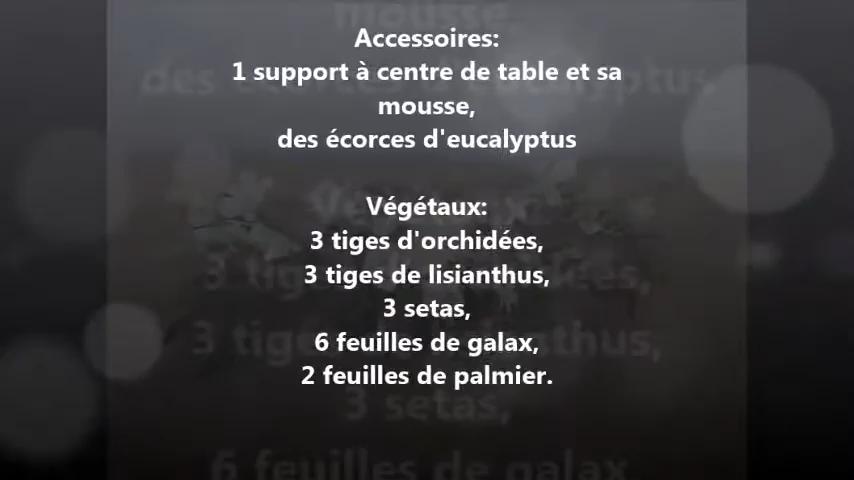 Accessoires:
1 support à centre de table et sa
mousse,
des écorces d'eucalyptus
Végétaux:
3 tiges d'orchidées,
3 tiges de lisianthus,
3 setas,
6 feuilles de galax,
2 feuilles de palmier.